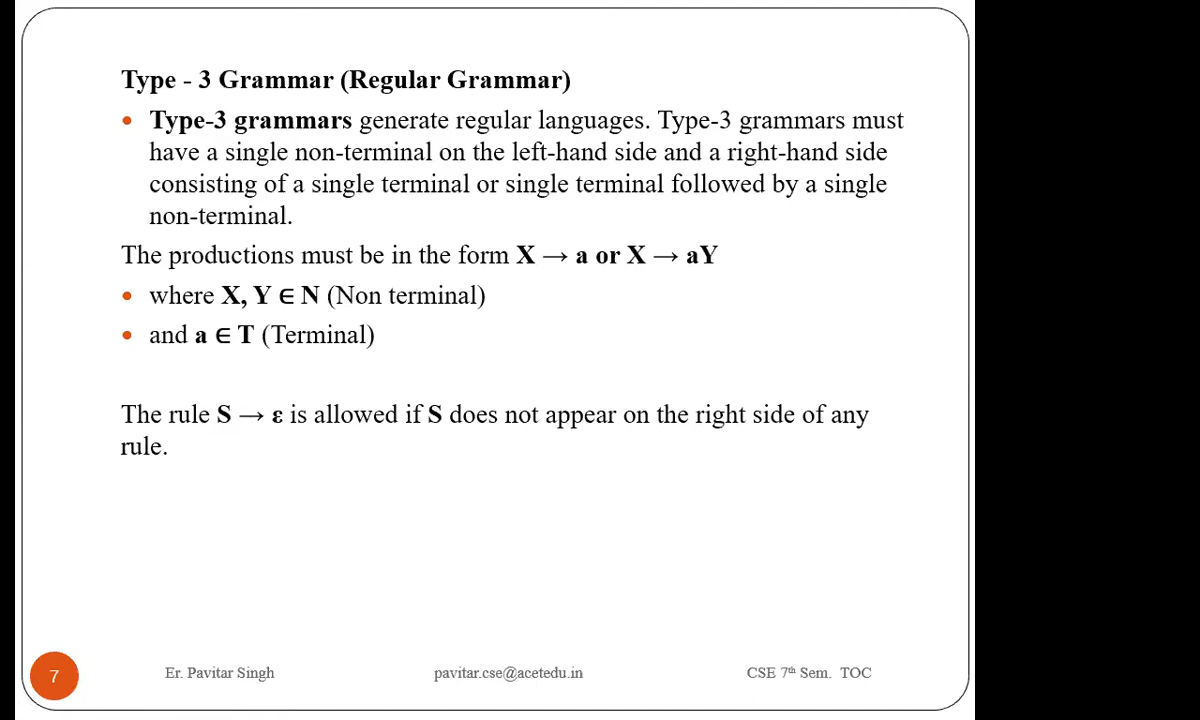 Type - 3 Grammar (Regular Grammar)
• Type-3 grammars generate regular languages. Type-3 grammars must
have a single non-terminal on the left-hand side and a right-hand side
consisting of a single terminal or single terminal followed by a single
non-terminal.
The productions must be in the form X → a or X → aY
• where X, Y ∈ N (Non terminal)
• and a ∈ T (Terminal)
The rule S → ε is allowed if S does not appear on the right side of any
rule.
7 Er. Pavitar Singh pavitar.cse@acetedu.in CSE 7th Sem. TOC